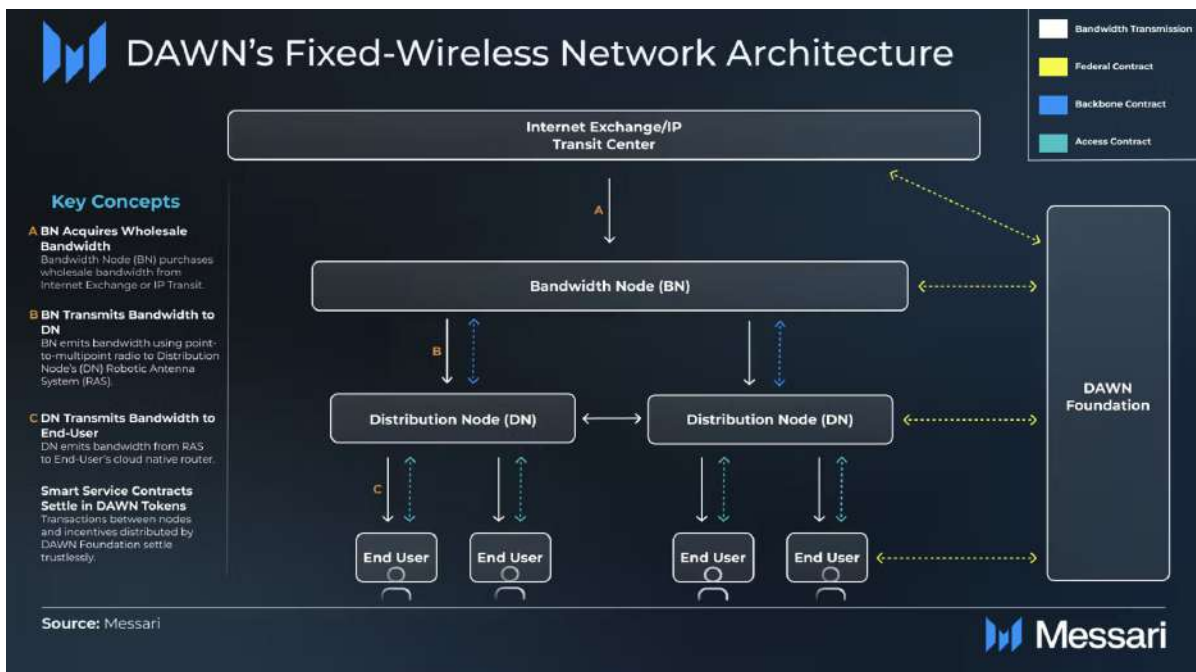 DAWN's Fixed-Wireless Network Architecture
Bandwidth Transmission
Federal Contract
Backbone Contract
Access Contract
Internet Exchange/IP
Transit Center
Key Concepts
A BN Acquires Wholesale
Bandwidth
Bandwidth Node (BN) purchases
wholesale bandwidth from
Internet Exchange or IP Transit.
B BN Transmits Bandwidth to
DN
BN emits bandwidth using point-
to-multipoint radio to Distribution
Node's (DN) Robotic Antenna
System (RAS).
C DN Transmits Bandwidth to
End-User
DN emits bandwidth from RAS
to End-User's cloud native router.
Smart Service Contracts
Settle in DAWN Tokens
Transactions between nodes
and incentives distributed by
DAWN Foundation settle
trustlessly.
A
Bandwidth Node (BN)
B
Distribution Node (DN)
Distribution Node (DN)
C
End User
End User
End User
End User
DAWN
Foundation
Source: Messari
Messari